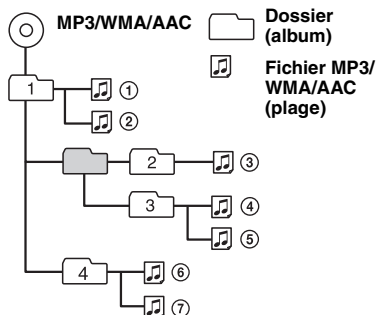 MP3/WMA/AAC
Dossier
(album)
Fichier MP3/
WMA/AAC
(plage)
1
①
②
2
③
3
④
⑤
4
⑥
⑦